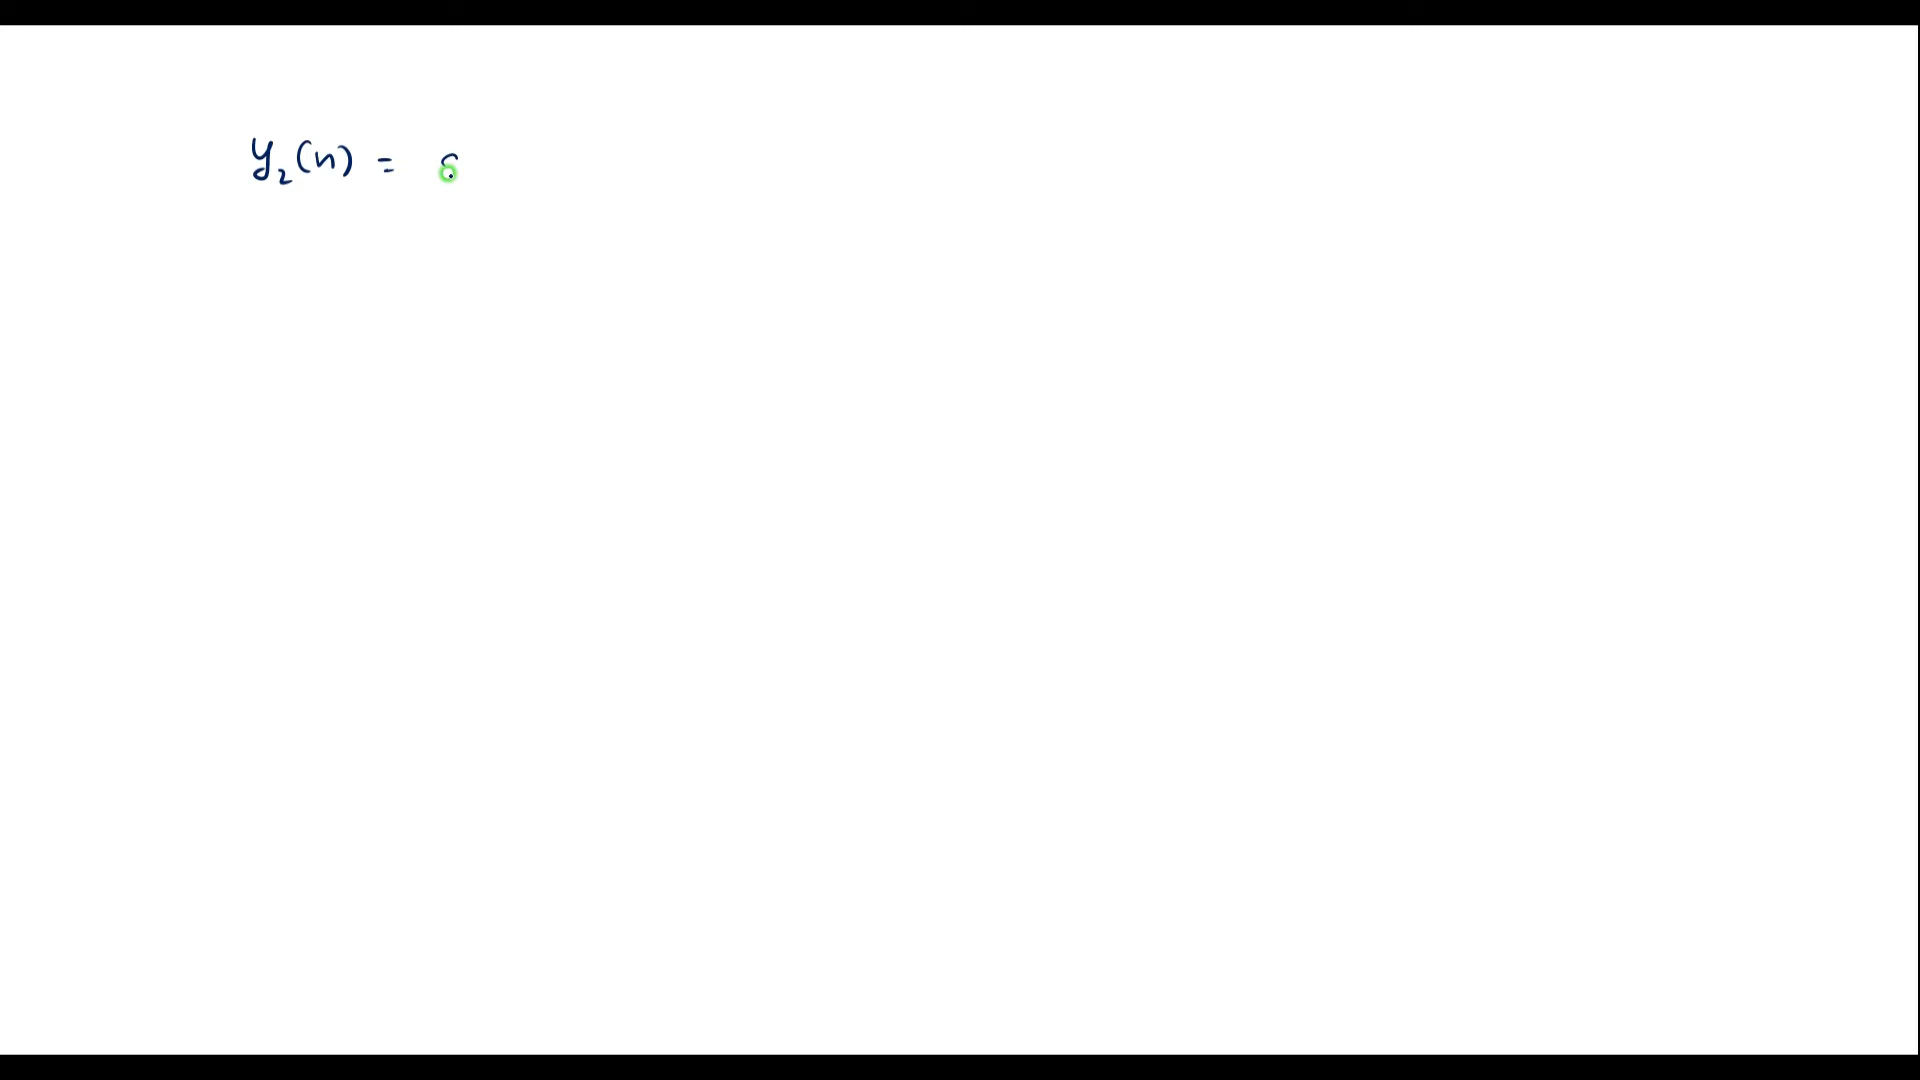 y₂(n) =